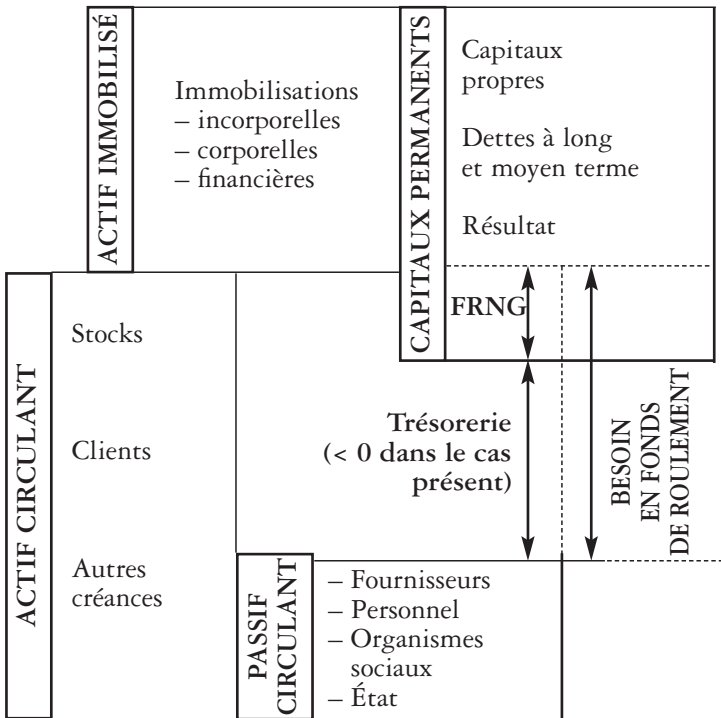 ACTIF IMMOBILISÉ
Immobilisations
– incorporelles
– corporelles
– financières
CAPITAUX PERMANENTS
Capitaux
propres
Dettes à long
et moyen terme
Résultat
FRNG
ACTIF CIRCULANT
Stocks
Clients
Autres
créances
Trésorerie
(< 0 dans le cas
présent)
BESOIN
EN FONDS
DE ROULEMENT
PASSIF
CIRCULANT
– Fournisseurs
– Personnel
– Organismes
sociaux
– État